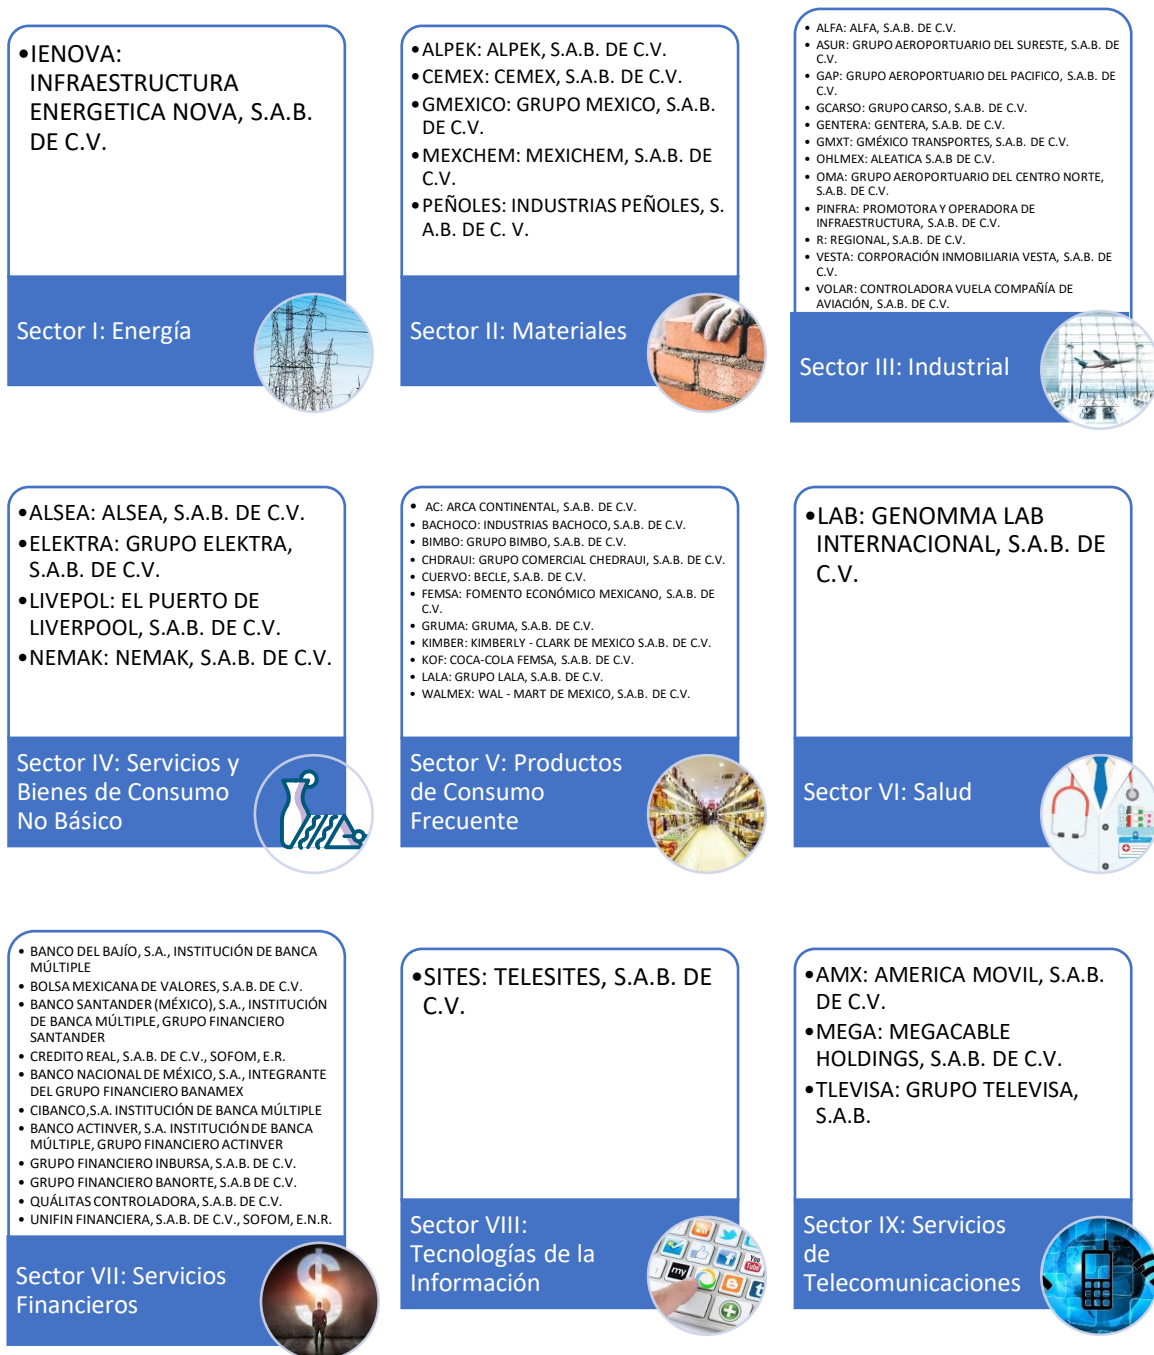 •IENOVA:
INFRAESTRUCTURA
ENERGETICA NOVA, S.A.B.
DE C.V.
Sector I: Energía
•ALPEK: ALPEK, S.A.B. DE C.V.
•CEMEX: CEMEX, S.A.B. DE C.V.
•GMEXICO: GRUPO MEXICO, S.A.B.
DE C.V.
•MEXCHEM: MEXICHEM, S.A.B. DE
C.V.
•PEÑOLES: INDUSTRIAS PEÑOLES, S.
A.B. DE C. V.
Sector II: Materiales
• ALFA: ALFA, S.A.B. DE C.V.
• ASUR: GRUPO AEROPORTUARIO DEL SURESTE, S.A.B. DE
C.V.
• GAP: GRUPO AEROPORTUARIO DEL PACIFICO, S.A.B. DE
C.V.
• GCARSO: GRUPO CARSO, S.A.B. DE C.V.
• GENTERA: GENTERA, S.A.B. DE C.V.
• GMXT: GMÉXICO TRANSPORTES, S.A.B. DE C.V.
• OHLMEX: ALEATICA S.A.B DE C.V.
• OMA: GRUPO AEROPORTUARIO DEL CENTRO NORTE,
S.A.B. DE C.V.
• PINFRA: PROMOTORA Y OPERADORA DE
INFRAESTRUCTURA, S.A.B. DE C.V.
• R: REGIONAL, S.A.B. DE C.V.
• VESTA: CORPORACIÓN INMOBILIARIA VESTA, S.A.B. DE
C.V.
• VOLAR: CONTROLADORA VUELA COMPAÑÍA DE
AVIACIÓN, S.A.B. DE C.V.
Sector III: Industrial
•ALSEA: ALSEA, S.A.B. DE C.V.
•ELEKTRA: GRUPO ELEKTRA,
S.A.B. DE C.V.
•LIVEPOL: EL PUERTO DE
LIVERPOOL, S.A.B. DE C.V.
•NEMAK: NEMAK, S.A.B. DE C.V.
Sector IV: Servicios y
Bienes de Consumo
No Básico
• AC: ARCA CONTINENTAL, S.A.B. DE C.V.
• BACHOCO: INDUSTRIAS BACHOCO, S.A.B. DE C.V.
• BIMBO: GRUPO BIMBO, S.A.B. DE C.V.
• CHDRAUI: GRUPO COMERCIAL CHEDRAUI, S.A.B. DE C.V.
• CUERVO: BECLE, S.A.B. DE C.V.
• FEMSA: FOMENTO ECONÓMICO MEXICANO, S.A.B. DE
C.V.
• GRUMA: GRUMA, S.A.B. DE C.V.
• KIMBER: KIMBERLY - CLARK DE MEXICO S.A.B. DE C.V.
• KOF: COCA-COLA FEMSA, S.A.B. DE C.V.
• LALA: GRUPO LALA, S.A.B. DE C.V.
• WALMEX: WAL - MART DE MEXICO, S.A.B. DE C.V.
Sector V: Productos
de Consumo
Frecuente
•LAB: GENOMMA LAB
INTERNACIONAL, S.A.B. DE
C.V.
Sector VI: Salud
• BANCO DEL BAJÍO, S.A., INSTITUCIÓN DE BANCA
MÚLTIPLE
• BOLSA MEXICANA DE VALORES, S.A.B. DE C.V.
• BANCO SANTANDER (MÉXICO), S.A., INSTITUCIÓN
DE BANCA MÚLTIPLE, GRUPO FINANCIERO
SANTANDER
• CREDITO REAL, S.A.B. DE C.V., SOFOM, E.R.
• BANCO NACIONAL DE MÉXICO, S.A., INTEGRANTE
DEL GRUPO FINANCIERO BANAMEX
• CIBANCO,S.A. INSTITUCIÓN DE BANCA MÚLTIPLE
• BANCO ACTINVER, S.A. INSTITUCIÓN DE BANCA
MÚLTIPLE, GRUPO FINANCIERO ACTINVER
• GRUPO FINANCIERO INBURSA, S.A.B. DE C.V.
• GRUPO FINANCIERO BANORTE, S.A.B DE C.V.
• QUÁLITAS CONTROLADORA, S.A.B. DE C.V.
• UNIFIN FINANCIERA, S.A.B. DE C.V., SOFOM, E.N.R.
Sector VII: Servicios
Financieros
•SITES: TELESITES, S.A.B. DE
C.V.
Sector VIII:
Tecnologías de la
Información
my
You
•AMX: AMERICA MOVIL, S.A.B.
DE C.V.
•MEGA: MEGACABLE
HOLDINGS, S.A.B. DE C.V.
•TLEVISA: GRUPO TELEVISA,
S.A.B.
Sector IX: Servicios
de
Telecomunicaciones